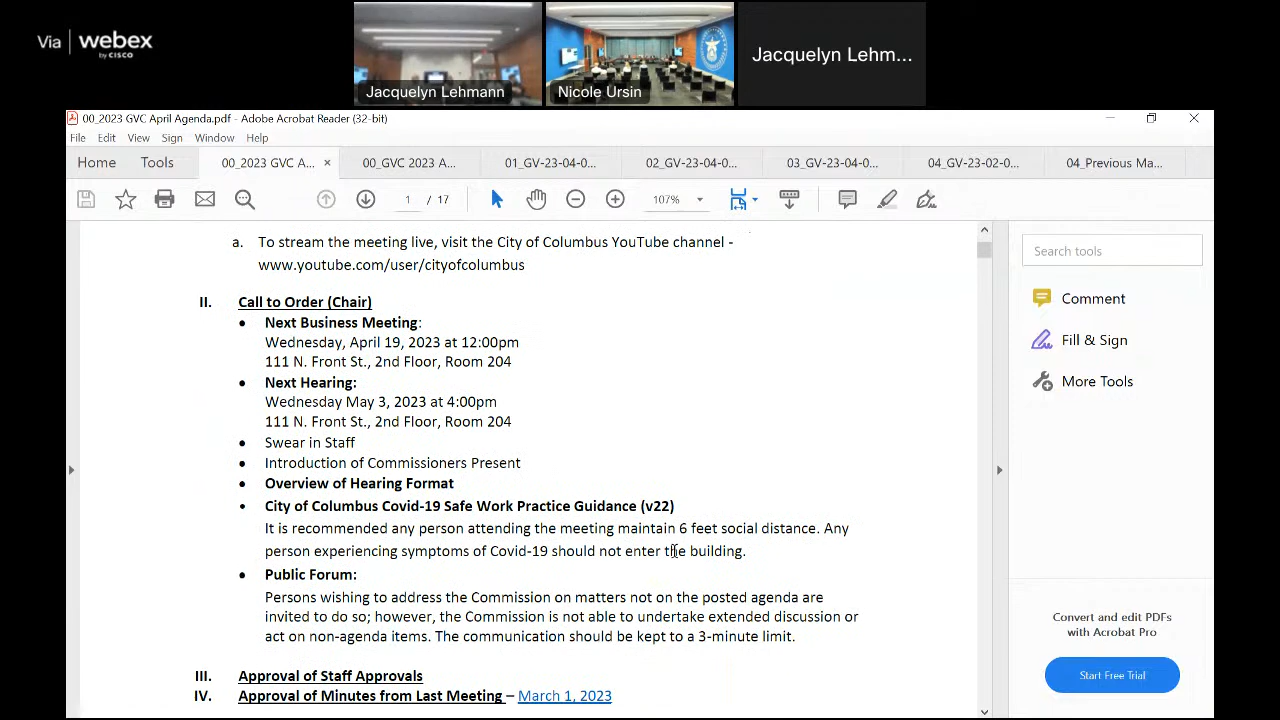 Via webex
by CISCO
Jacquelyn Lehmann
Nicole Ursin
Jacquelyn Lehm...
00_2023 GVC April Agenda.pdf - Adobe Acrobat Reader (32-bit)
File Edit View Sign Window Help
Home Tools 00_2023 GVC A... × 00_GVC 2023 A... 01_GV-23-04-0... 02_GV-23-04-0... 03_GV-23-04-0... 04_GV-23-02-0... 04_Previous Ma...
1 / 17 107%
a. To stream the meeting live, visit the City of Columbus YouTube channel -
www.youtube.com/user/cityofcolumbus
II. Call to Order (Chair)
• Next Business Meeting:
Wednesday, April 19, 2023 at 12:00pm
111 N. Front St., 2nd Floor, Room 204
• Next Hearing:
Wednesday May 3, 2023 at 4:00pm
111 N. Front St., 2nd Floor, Room 204
• Swear in Staff
• Introduction of Commissioners Present
• Overview of Hearing Format
• City of Columbus Covid-19 Safe Work Practice Guidance (v22)
It is recommended any person attending the meeting maintain 6 feet social distance. Any
person experiencing symptoms of Covid-19 should not enter the building.
• Public Forum:
Persons wishing to address the Commission on matters not on the posted agenda are
invited to do so; however, the Commission is not able to undertake extended discussion or
act on non-agenda items. The communication should be kept to a 3-minute limit.
III. Approval of Staff Approvals
IV. Approval of Minutes from Last Meeting – March 1, 2023
Search tools
Comment
Fill & Sign
More Tools
Convert and edit PDFs
with Acrobat Pro
Start Free Trial